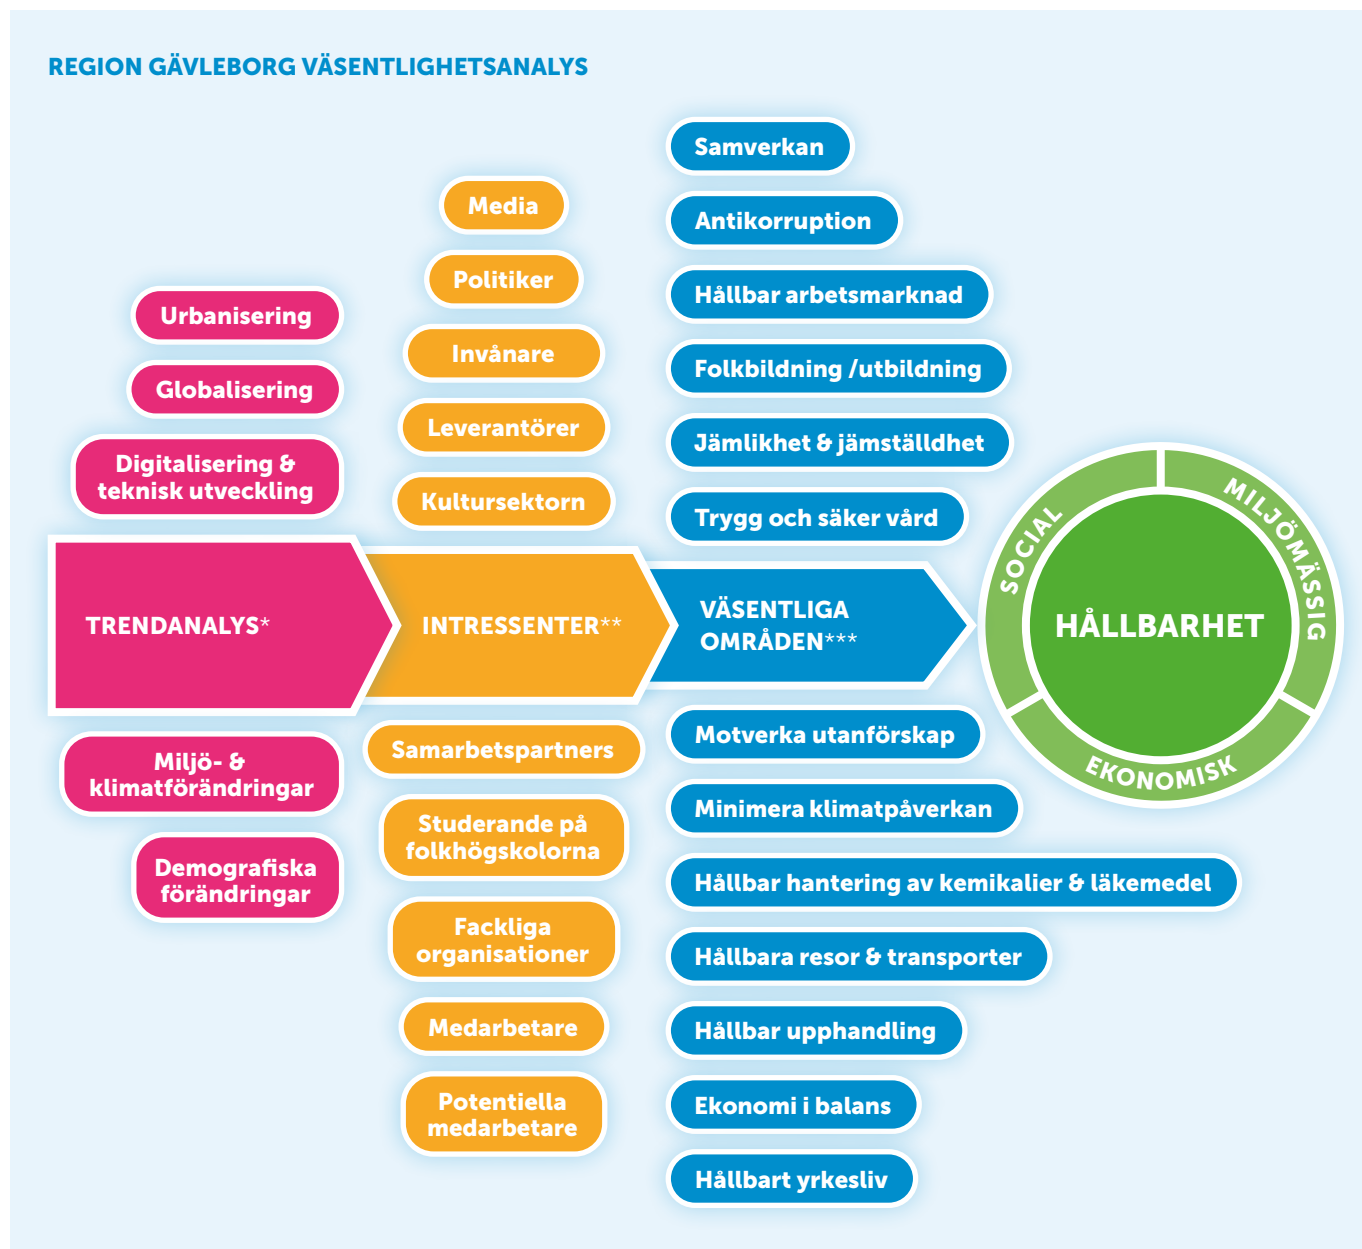 REGION GÄVLEBORG VÄSENTLIGHETSANALYS
Urbanisering
Globalisering
Digitalisering &
teknisk utveckling
TRENDANALYS*
Miljö- &
klimatförändringar
Demografiska
förändringar
Media
Politiker
Invånare
Leverantörer
Kultursektorn
INTRESSENTER**
Samarbetspartners
Studerande på
folkhögskolorna
Fackliga
organisationer
Medarbetare
Potentiella
medarbetare
Samverkan
Antikorruption
Hållbar arbetsmarknad
Folkbildning /utbildning
Jämlikhet & jämställdhet
Trygg och säker vård
VÄSENTLIGA
OMRÅDEN***
Motverka utanförskap
Minimera klimatpåverkan
Hållbar hantering av kemikalier & läkemedel
Hållbara resor & transporter
Hållbar upphandling
Ekonomi i balans
Hållbart yrkesliv
SOCIAL
MILJÖMÄSSIG
HÅLLBARHET
EKONOMISK